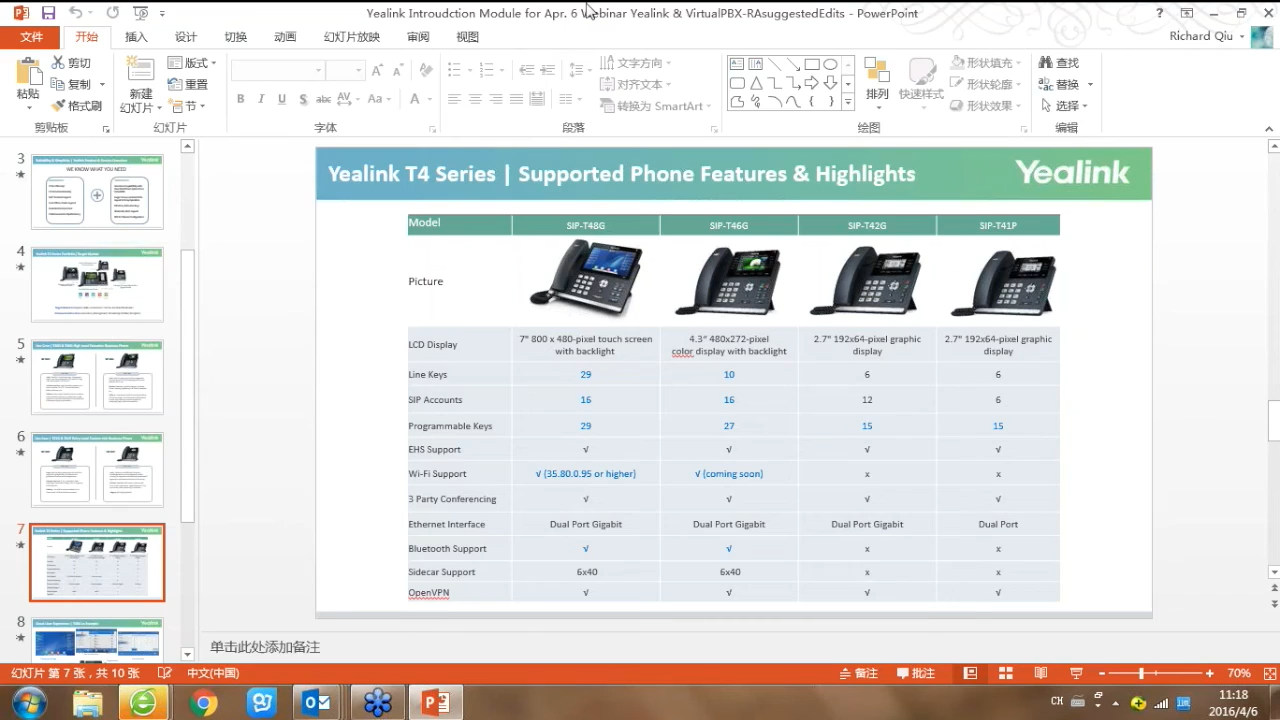 Yealink Introudction Module for Apr. 6 Webinar Yealink & VirtualPBX-RAsuggestedEdits - PowerPoint
文件 开始 插入 设计 切换 动画 幻灯片放映 审阅 视图 Richard Qiu
粘贴 剪切 复制 格式刷 剪贴板
新建幻灯片 版式 重置 节 幻灯片
字体
文字方向 对齐文本 转换为 SmartArt 段落
排列 快速样式 形状填充 形状轮廓 形状效果 绘图
查找 替换 选择 编辑
3
WE KNOW WHAT YOU NEED
4
5
6
7
8
Yealink T4 Series | Supported Phone Features & Highlights Yealink
Model SIP-T48G SIP-T46G SIP-T42G SIP-T41P
Picture
LCD Display 7" 800 x 480-pixel touch screen with backlight 4.3" 480x272-pixel color display with backlight 2.7" 192x64-pixel graphic display 2.7" 192x64-pixel graphic display
Line Keys 29 10 6 6
SIP Accounts 16 16 12 6
Programmable Keys 29 27 15 15
EHS Support √ √ √ √
Wi-Fi Support √ (35.80.0.95 or higher) √ (coming soon) x x
3 Party Conferencing √ √ √ √
Ethernet Interface Dual Port Gigabit Dual Port Gigabit Dual Port Gigabit Dual Port
Bluetooth Support √ √ x x
Sidecar Support 6x40 6x40 x x
OpenVPN √ √ √ √
单击此处添加备注
幻灯片 第 7 张，共 10 张 中文(中国) 备注 批注 70%
CH 11:18
2016/4/6